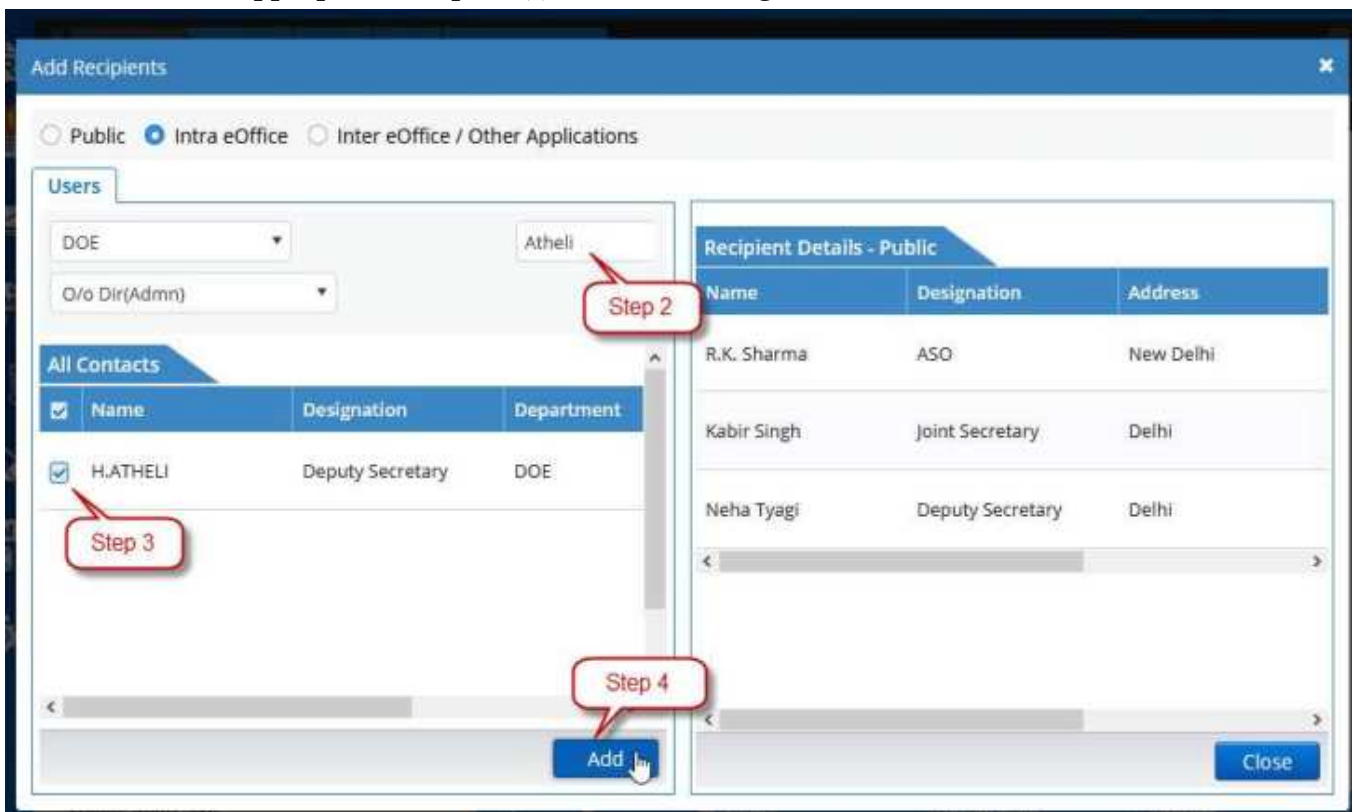 Add Recipients
Public Intra eOffice Inter eOffice / Other Applications
Users
DOE
Atheli
O/o Dir(Admn)
Step 2
All Contacts
Name Designation Department
H.ATHELI Deputy Secretary DOE
Step 3
Step 4
Add
Recipient Details - Public
Name Designation Address
R.K. Sharma ASO New Delhi
Kabir Singh Joint Secretary Delhi
Neha Tyagi Deputy Secretary Delhi
Close